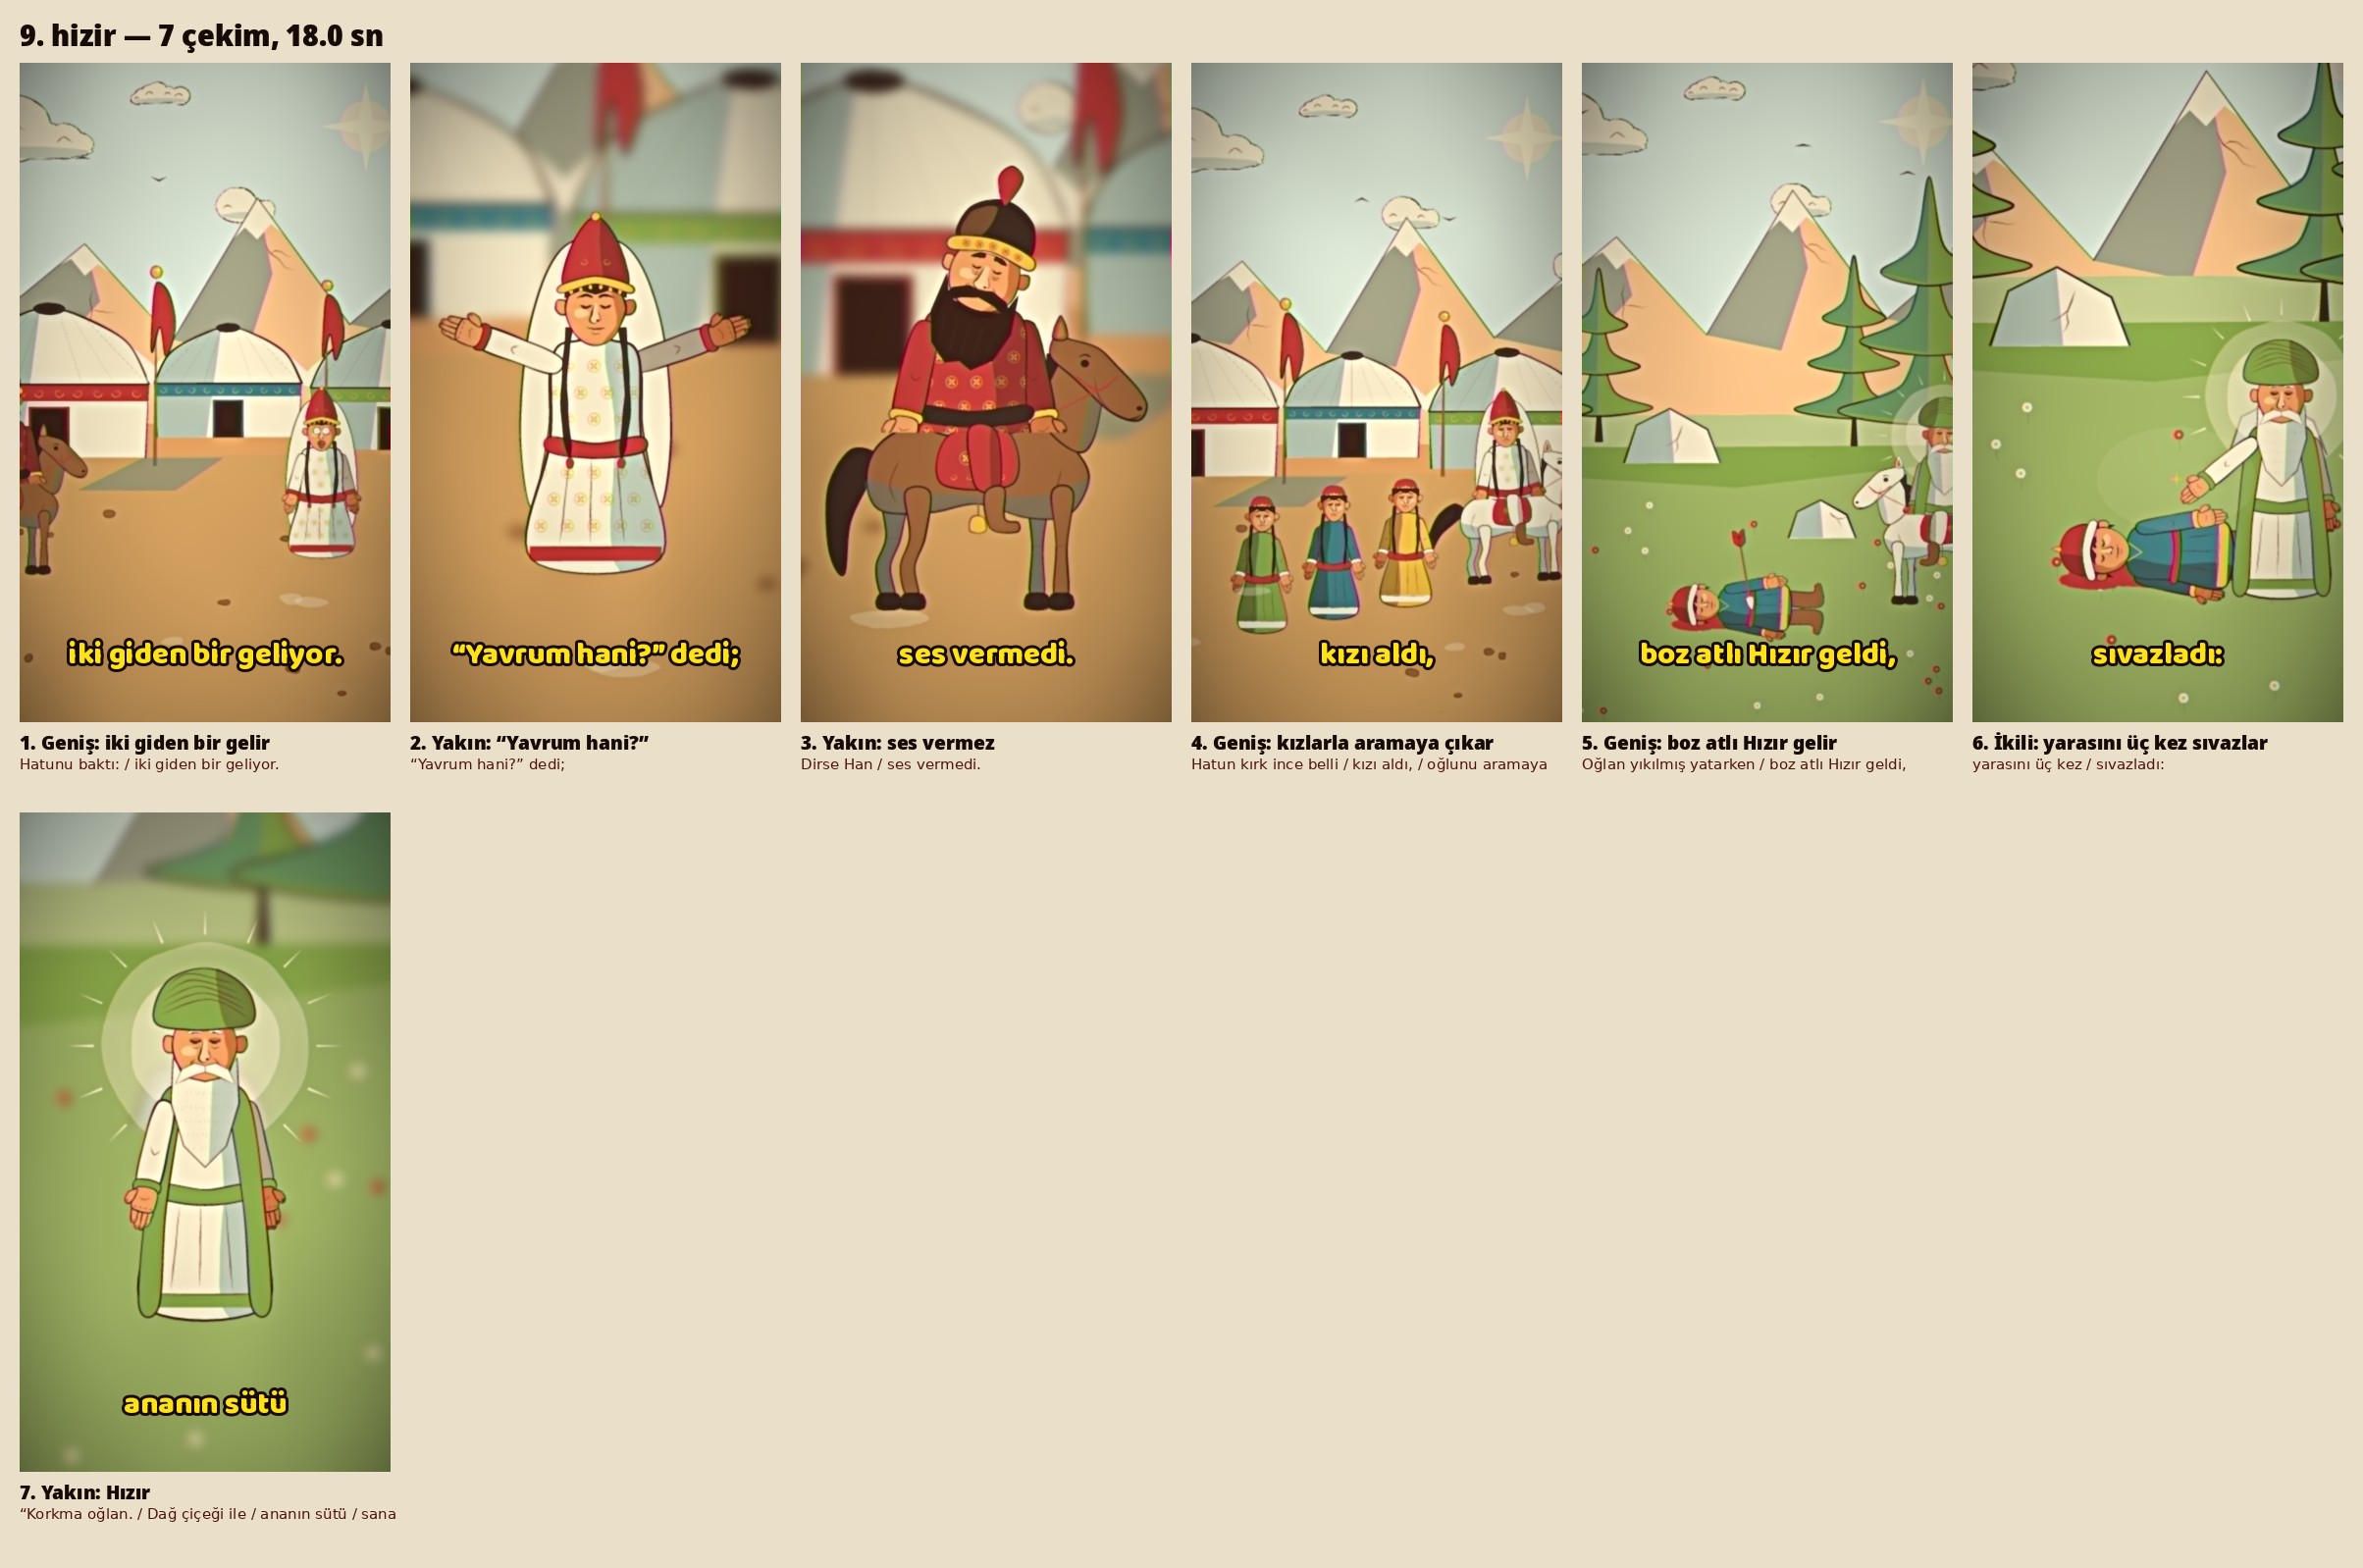 9. hizir — 7 çekim, 18.0 sn
iki giden bir geliyor.
“Yavrum hani?” dedi;
ses vermedi.
kızı aldı,
boz atlı Hızır geldi,
sıvazladı:
1. Geniş: iki giden bir gelir
Hatunu baktı: / iki giden bir geliyor.
2. Yakın: “Yavrum hani?”
“Yavrum hani?” dedi;
3. Yakın: ses vermez
Dirse Han / ses vermedi.
4. Geniş: kızlarla aramaya çıkar
Hatun kırk ince belli / kızı aldı, / oğlunu aramaya
5. Geniş: boz atlı Hızır gelir
Oğlan yıkılmış yatarken / boz atlı Hızır geldi,
6. İkili: yarasını üç kez sıvazlar
yarasını üç kez / sıvazladı:
ananın sütü
7. Yakın: Hızır
“Korkma oğlan. / Dağ çiçeği ile / ananın sütü / sana